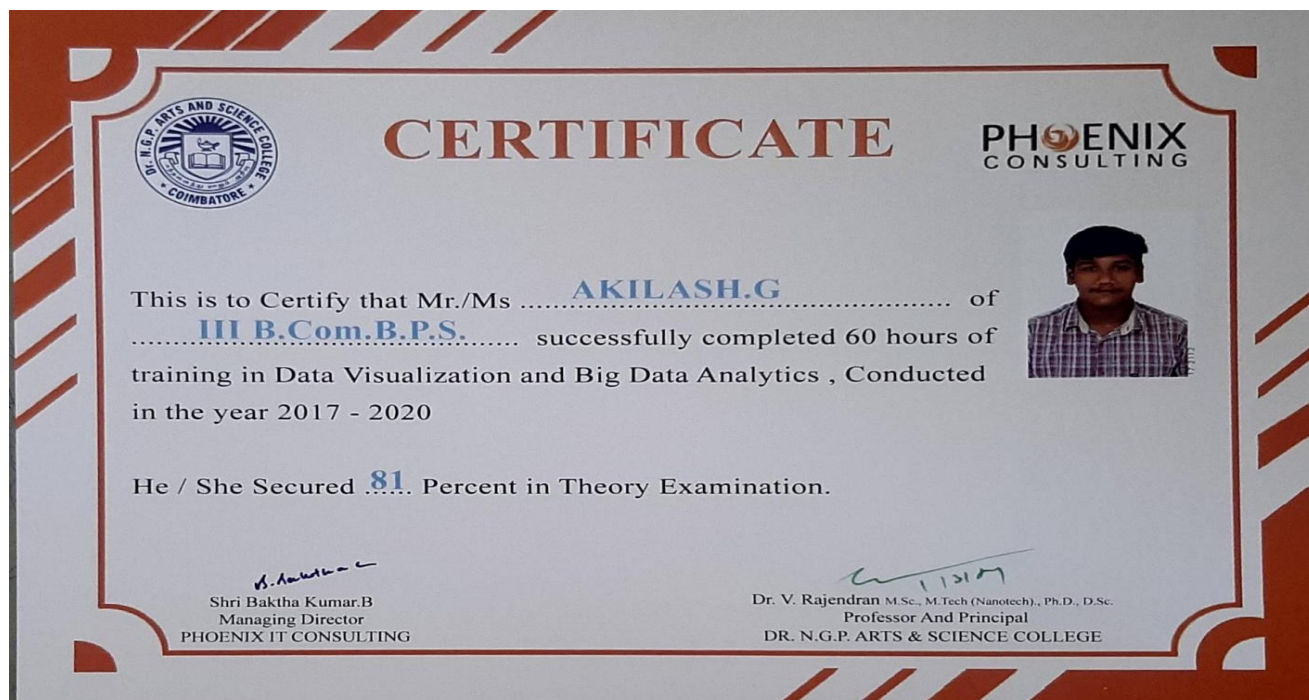 Dr. N.G.P. ARTS AND SCIENCE COLLEGE
* COIMBATORE *
CERTIFICATE
PHOENIX
CONSULTING
This is to Certify that Mr./Ms ......AKILASH.G...................... of
.........III B.Com.B.P.S.......... successfully completed 60 hours of
training in Data Visualization and Big Data Analytics , Conducted
in the year 2017 - 2020
He / She Secured .81. Percent in Theory Examination.
Shri Baktha Kumar.B
Managing Director
PHOENIX IT CONSULTING
Dr. V. Rajendran M.Sc., M.Tech (Nanotech)., Ph.D., D.Sc.
Professor And Principal
DR. N.G.P. ARTS & SCIENCE COLLEGE